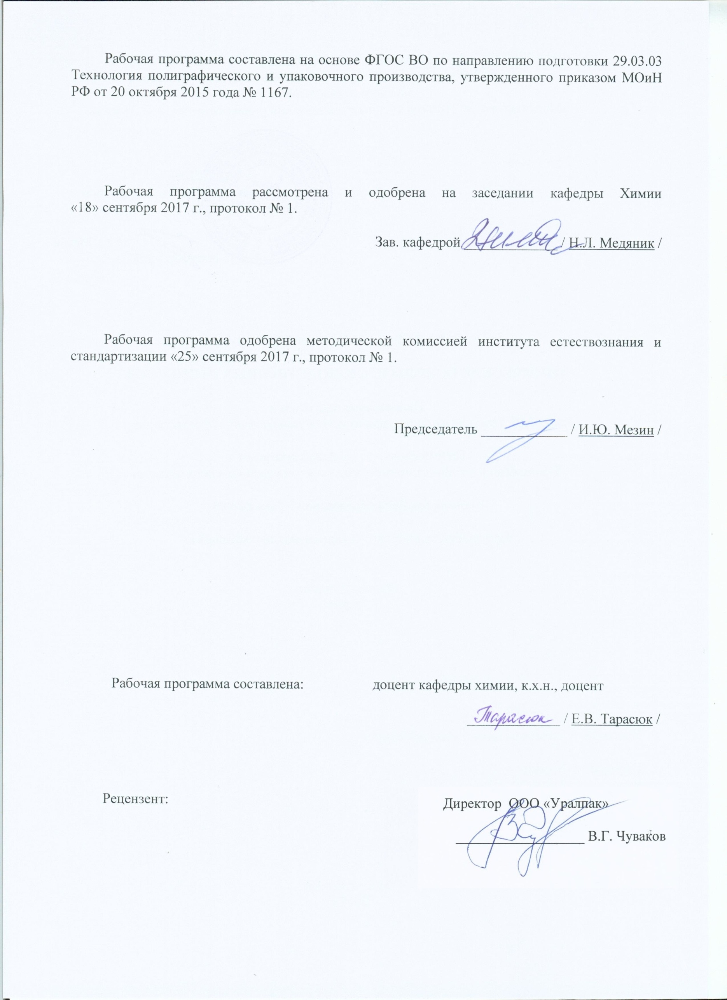 Рабочая программа составлена на основе ФГОС ВО по направлению подготовки 29.03.03
Технология полиграфического и упаковочного производства, утвержденного приказом МОиН
РФ от 20 октября 2015 года № 1167.
Рабочая программа рассмотрена и одобрена на заседании кафедры Химии
«18» сентября 2017 г., протокол № 1.
Зав. кафедрой / Н.Л. Медяник /
Рабочая программа одобрена методической комиссией института естествознания и
стандартизации «25» сентября 2017 г., протокол № 1.
Председатель / И.Ю. Мезин /
Рабочая программа составлена: доцент кафедры химии, к.х.н., доцент
Тарасюк / Е.В. Тарасюк /
Рецензент: Директор ООО «Уралпак»
В.Г. Чуваков